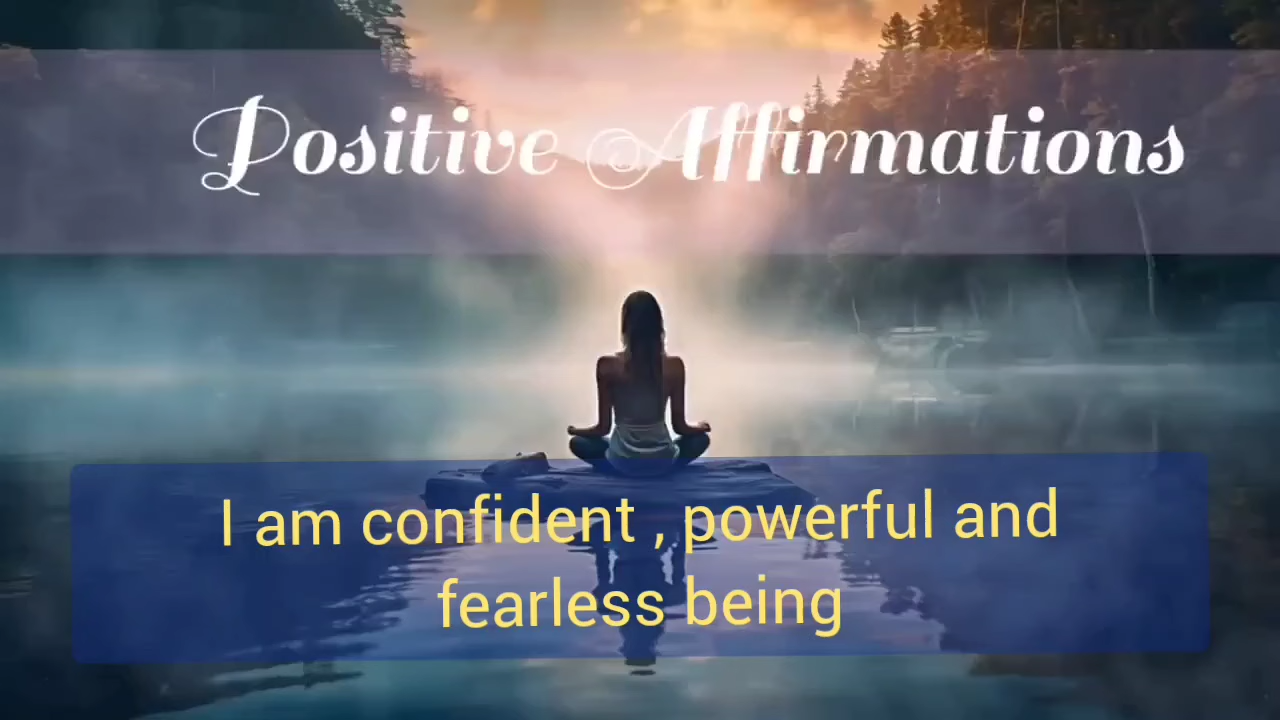 Positive Affirmations
I am confident , powerful and
fearless being